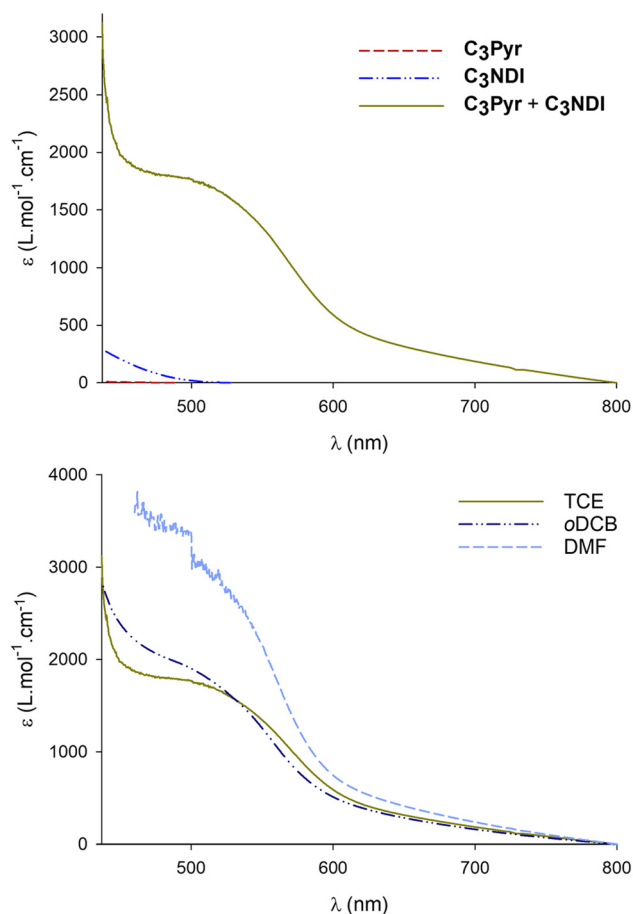 3000
2500
2000
1500
1000
500
0
ε (L.mol⁻¹.cm⁻¹)
C₃Pyr
C₃NDI
C₃Pyr + C₃NDI
500 600 700 800
λ (nm)
4000
3000
2000
1000
0
ε (L.mol⁻¹.cm⁻¹)
TCE
oDCB
DMF
500 600 700 800
λ (nm)